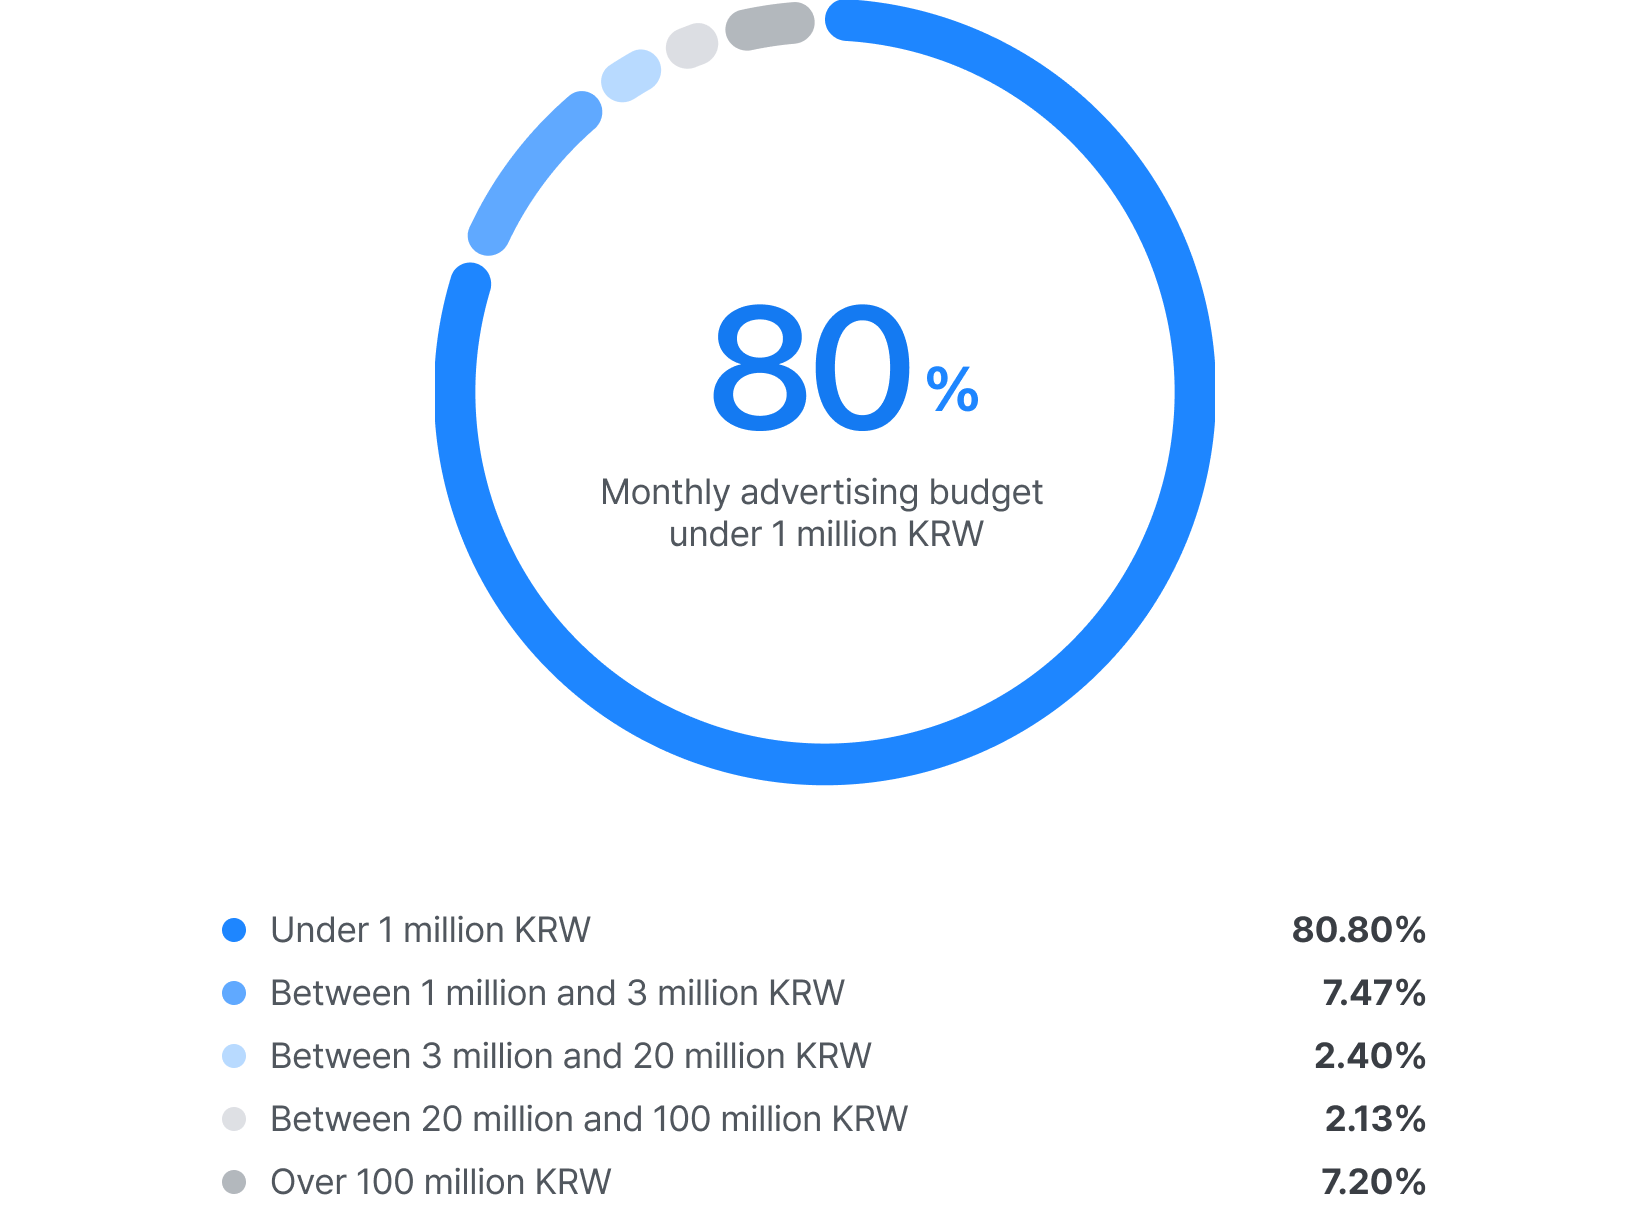 80%
Monthly advertising budget
under 1 million KRW
Under 1 million KRW 80.80%
Between 1 million and 3 million KRW 7.47%
Between 3 million and 20 million KRW 2.40%
Between 20 million and 100 million KRW 2.13%
Over 100 million KRW 7.20%